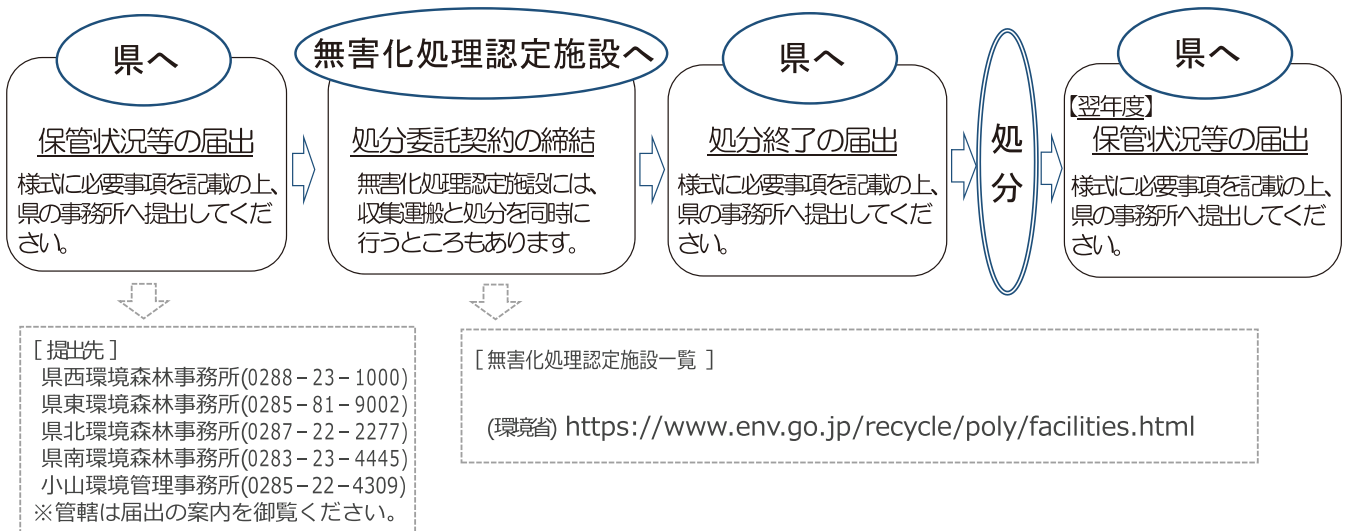 県へ
保管状況等の届出
様式に必要事項を記載の上、
県の事務所へ提出してくだ
さい。
無害化処理認定施設へ
処分委託契約の締結
無害化処理認定施設には、
収集運搬と処分を同時に
行うところもあります。
県へ
処分終了の届出
様式に必要事項を記載の上、
県の事務所へ提出してくだ
さい。
処
分
県へ
【翌年度】
保管状況等の届出
様式に必要事項を記載の上、
県の事務所へ提出してくだ
さい。
[ 提出先 ]
県西環境森林事務所(0288-23-1000)
県東環境森林事務所(0285-81-9002)
県北環境森林事務所(0287-22-2277)
県南環境森林事務所(0283-23-4445)
小山環境管理事務所(0285-22-4309)
※管轄は届出の案内を御覧ください。
[ 無害化処理認定施設一覧 ]
(環境省) https://www.env.go.jp/recycle/poly/facilities.html